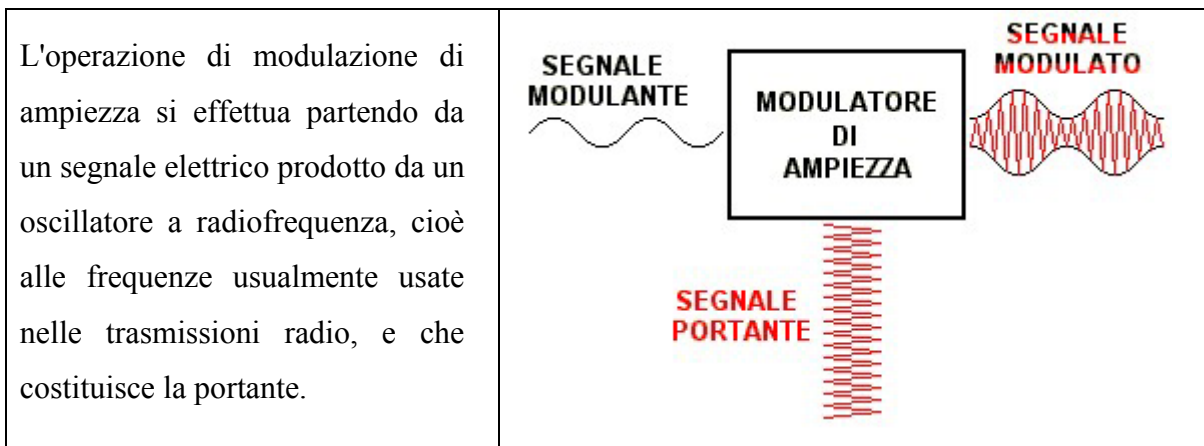 L'operazione di modulazione di
ampiezza si effettua partendo da
un segnale elettrico prodotto da un
oscillatore a radiofrequenza, cioè
alle frequenze usualmente usate
nelle trasmissioni radio, e che
costituisce la portante.
SEGNALE
MODULANTE
MODULATORE
DI
AMPIEZZA
SEGNALE
MODULATO
SEGNALE
PORTANTE